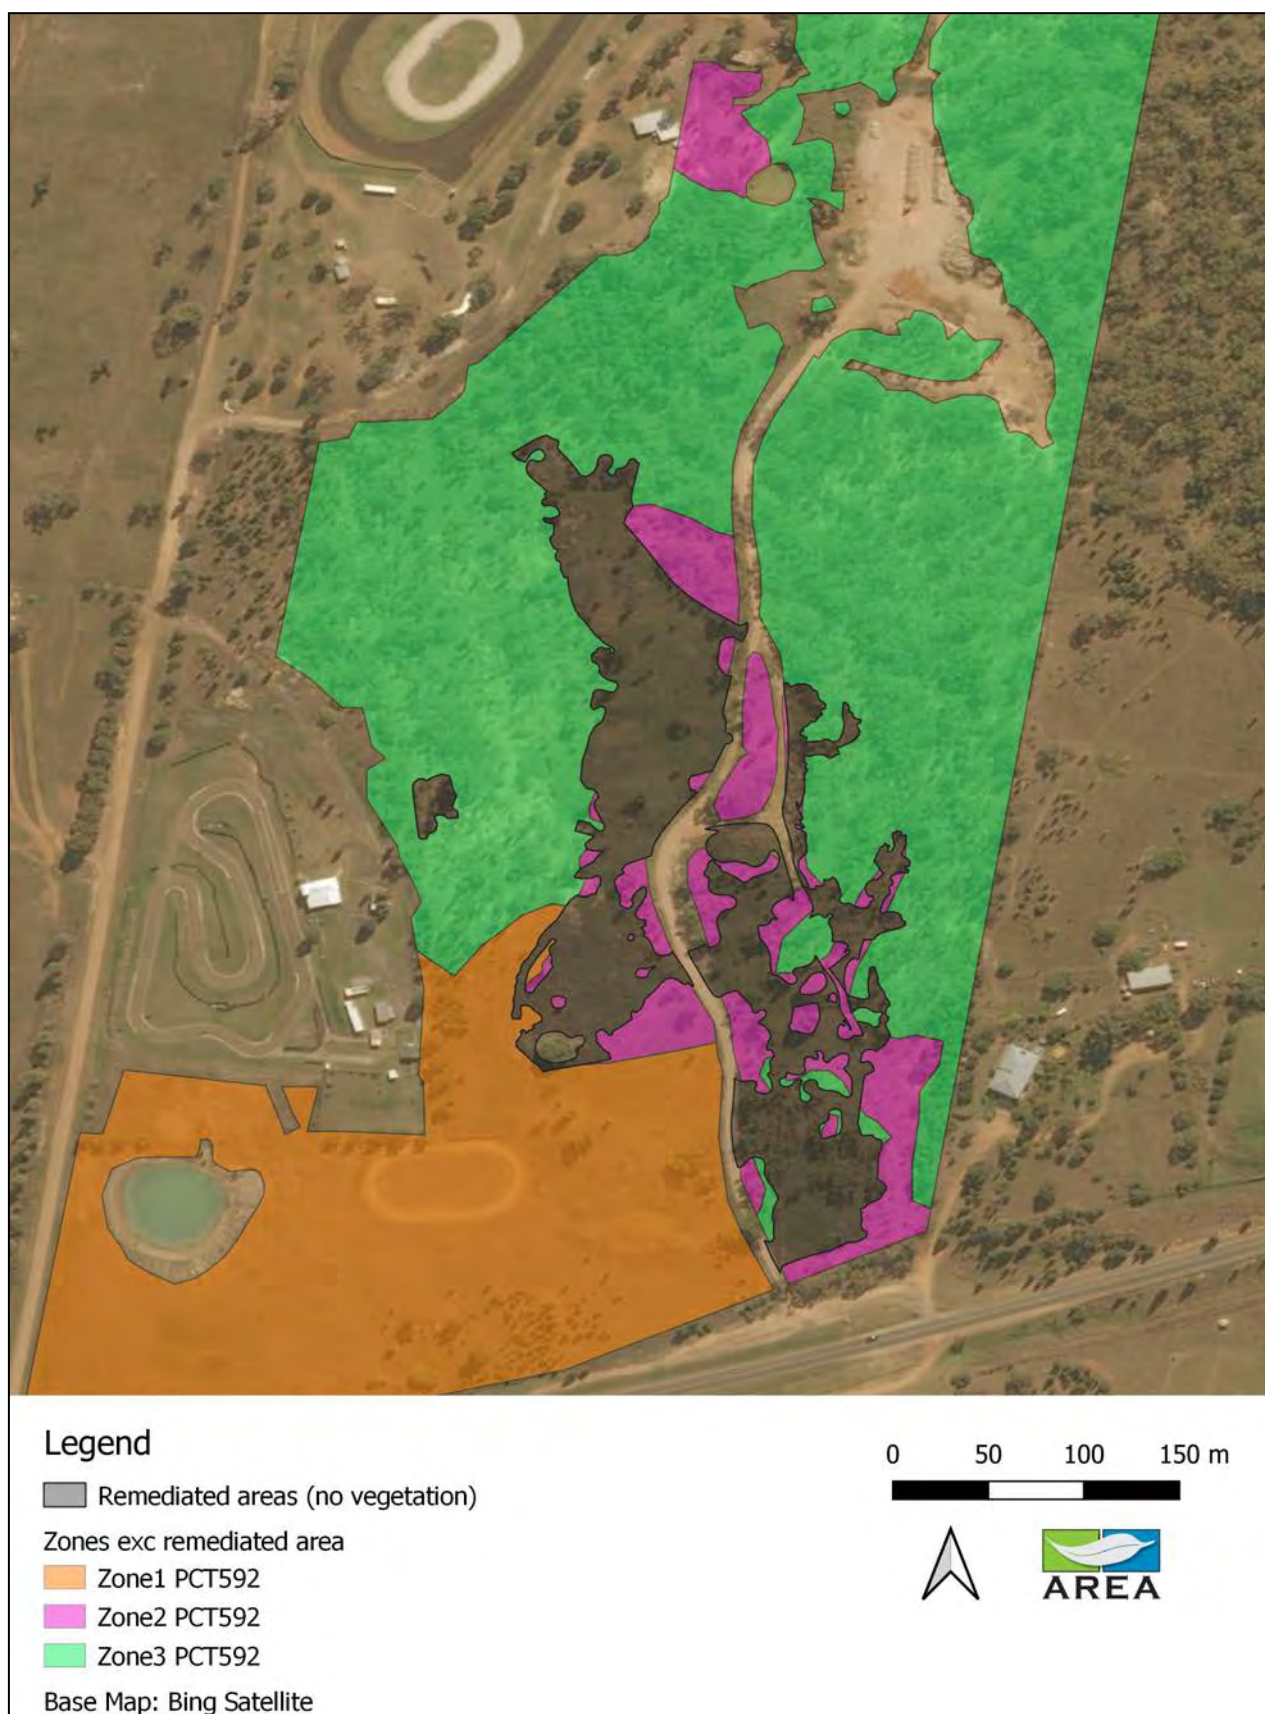 Legend
Remediated areas (no vegetation)
Zones exc remediated area
Zone1 PCT592
Zone2 PCT592
Zone3 PCT592
Base Map: Bing Satellite
0 50 100 150 m
AREA